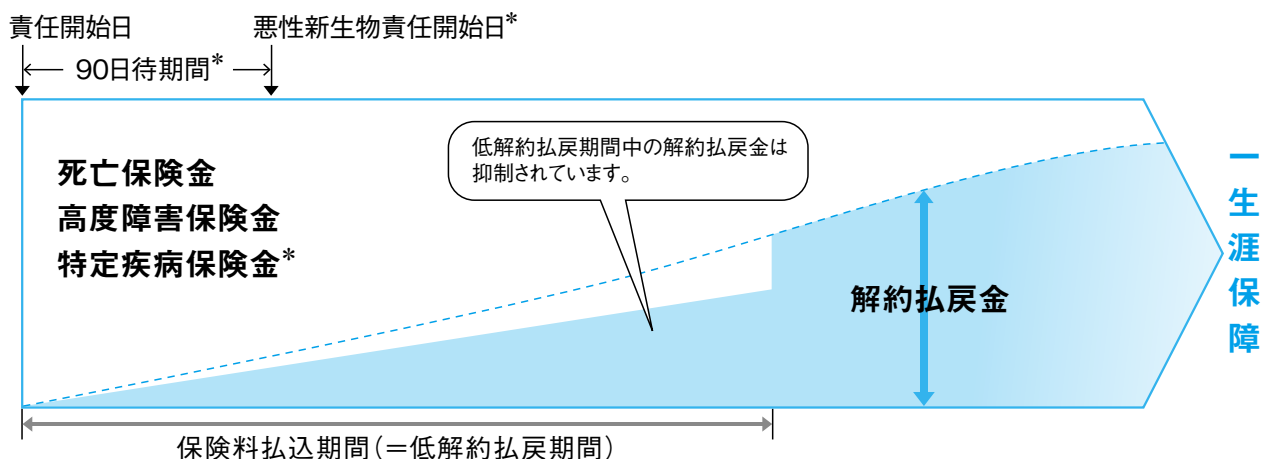 責任開始日
悪性新生物責任開始日*
90日待期間*
低解約払戻期間中の解約払戻金は
抑制されています。
死亡保険金
高度障害保険金
特定疾病保険金*
解約払戻金
一生涯保障
保険料払込期間(=低解約払戻期間)